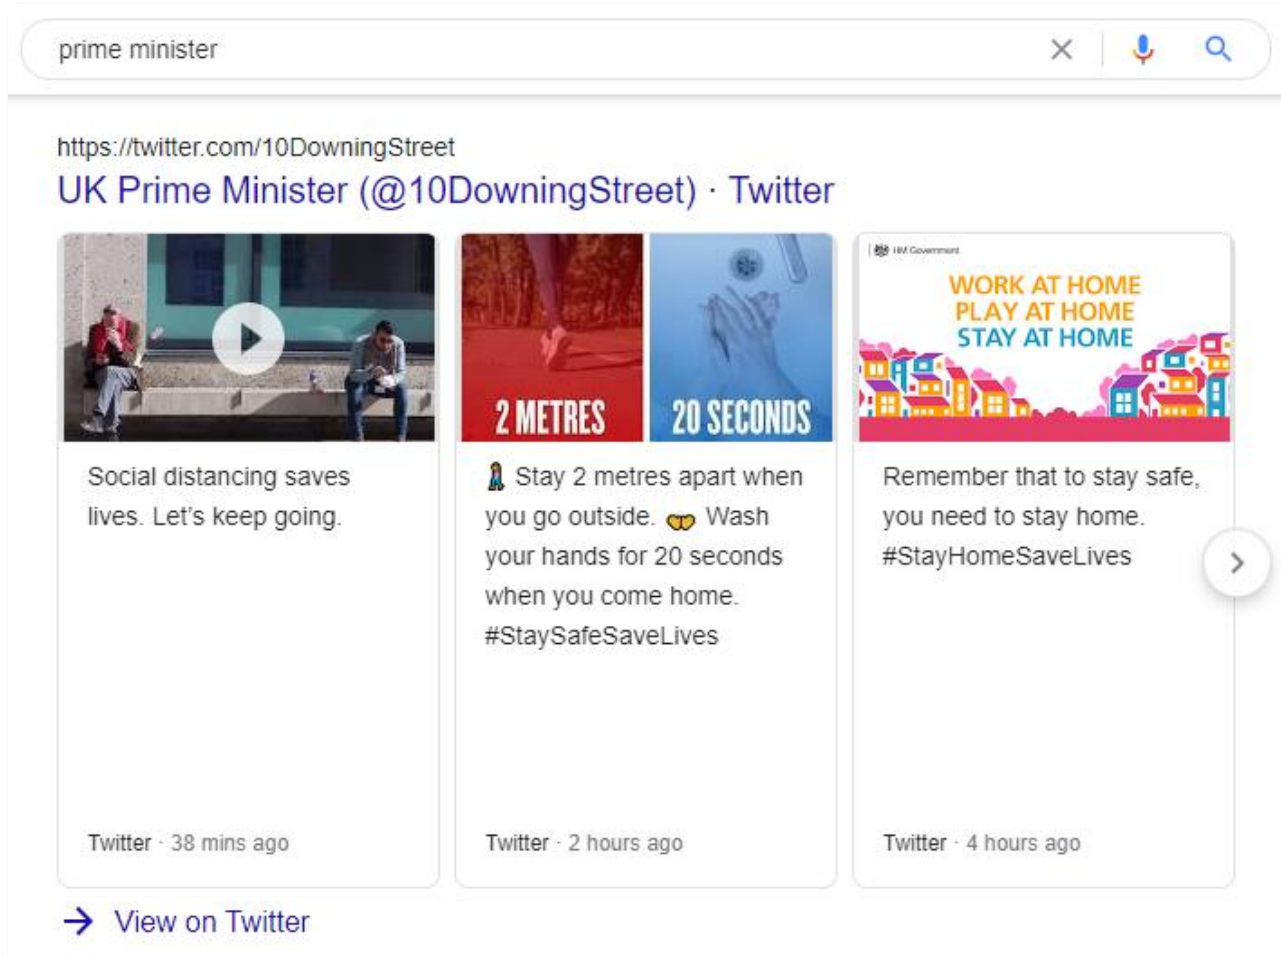 prime minister
https://twitter.com/10DowningStreet
UK Prime Minister (@10DowningStreet) · Twitter
2 METRES
20 SECONDS
HM Government
WORK AT HOME
PLAY AT HOME
STAY AT HOME
Social distancing saves
lives. Let's keep going.
Twitter · 38 mins ago
Stay 2 metres apart when
you go outside. Wash
your hands for 20 seconds
when you come home.
#StaySafeSaveLives
Twitter · 2 hours ago
Remember that to stay safe,
you need to stay home.
#StayHomeSaveLives
Twitter · 4 hours ago
View on Twitter